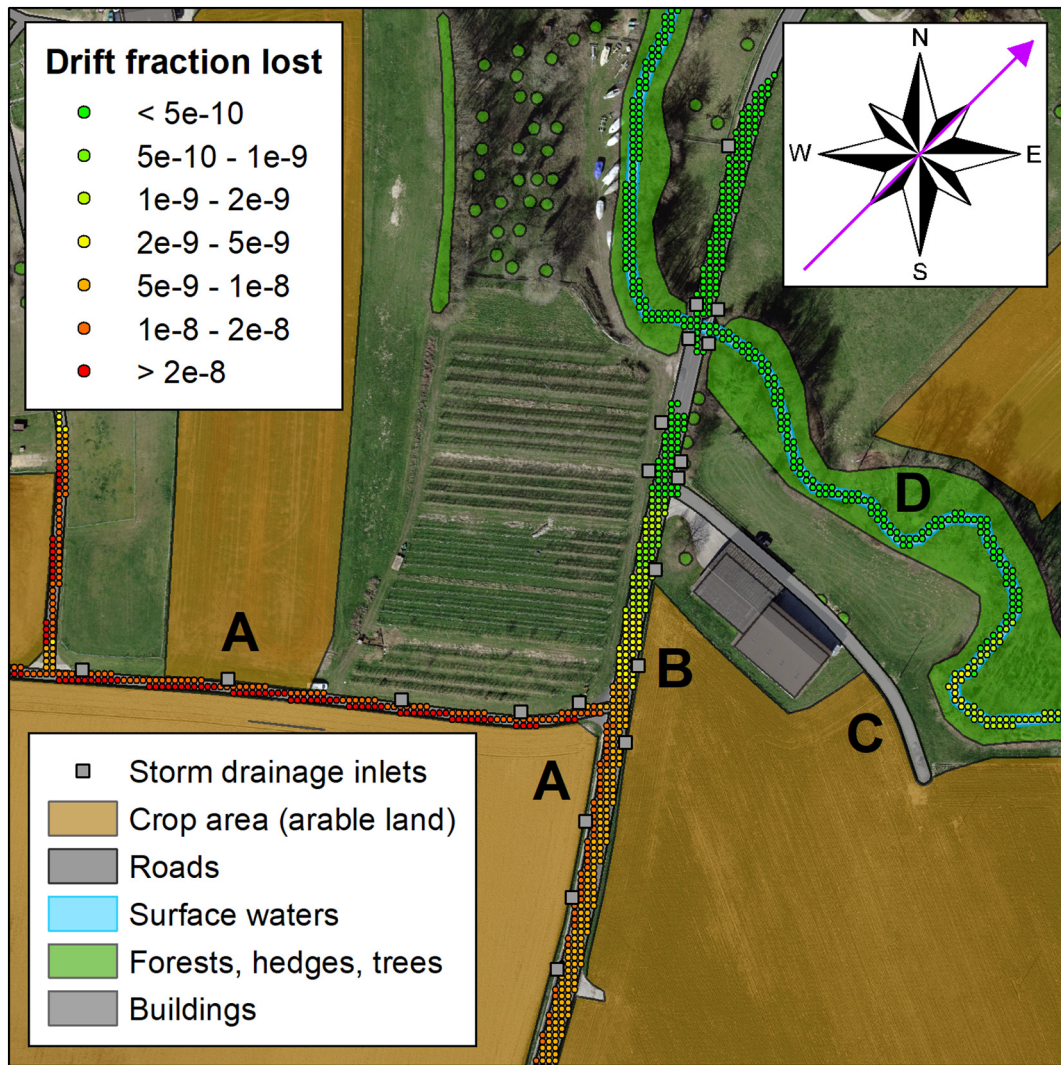 Drift fraction lost
< 5e-10
5e-10 - 1e-9
1e-9 - 2e-9
2e-9 - 5e-9
5e-9 - 1e-8
1e-8 - 2e-8
> 2e-8
N
W
E
S
D
A
B
C
A
Storm drainage inlets
Crop area (arable land)
Roads
Surface waters
Forests, hedges, trees
Buildings